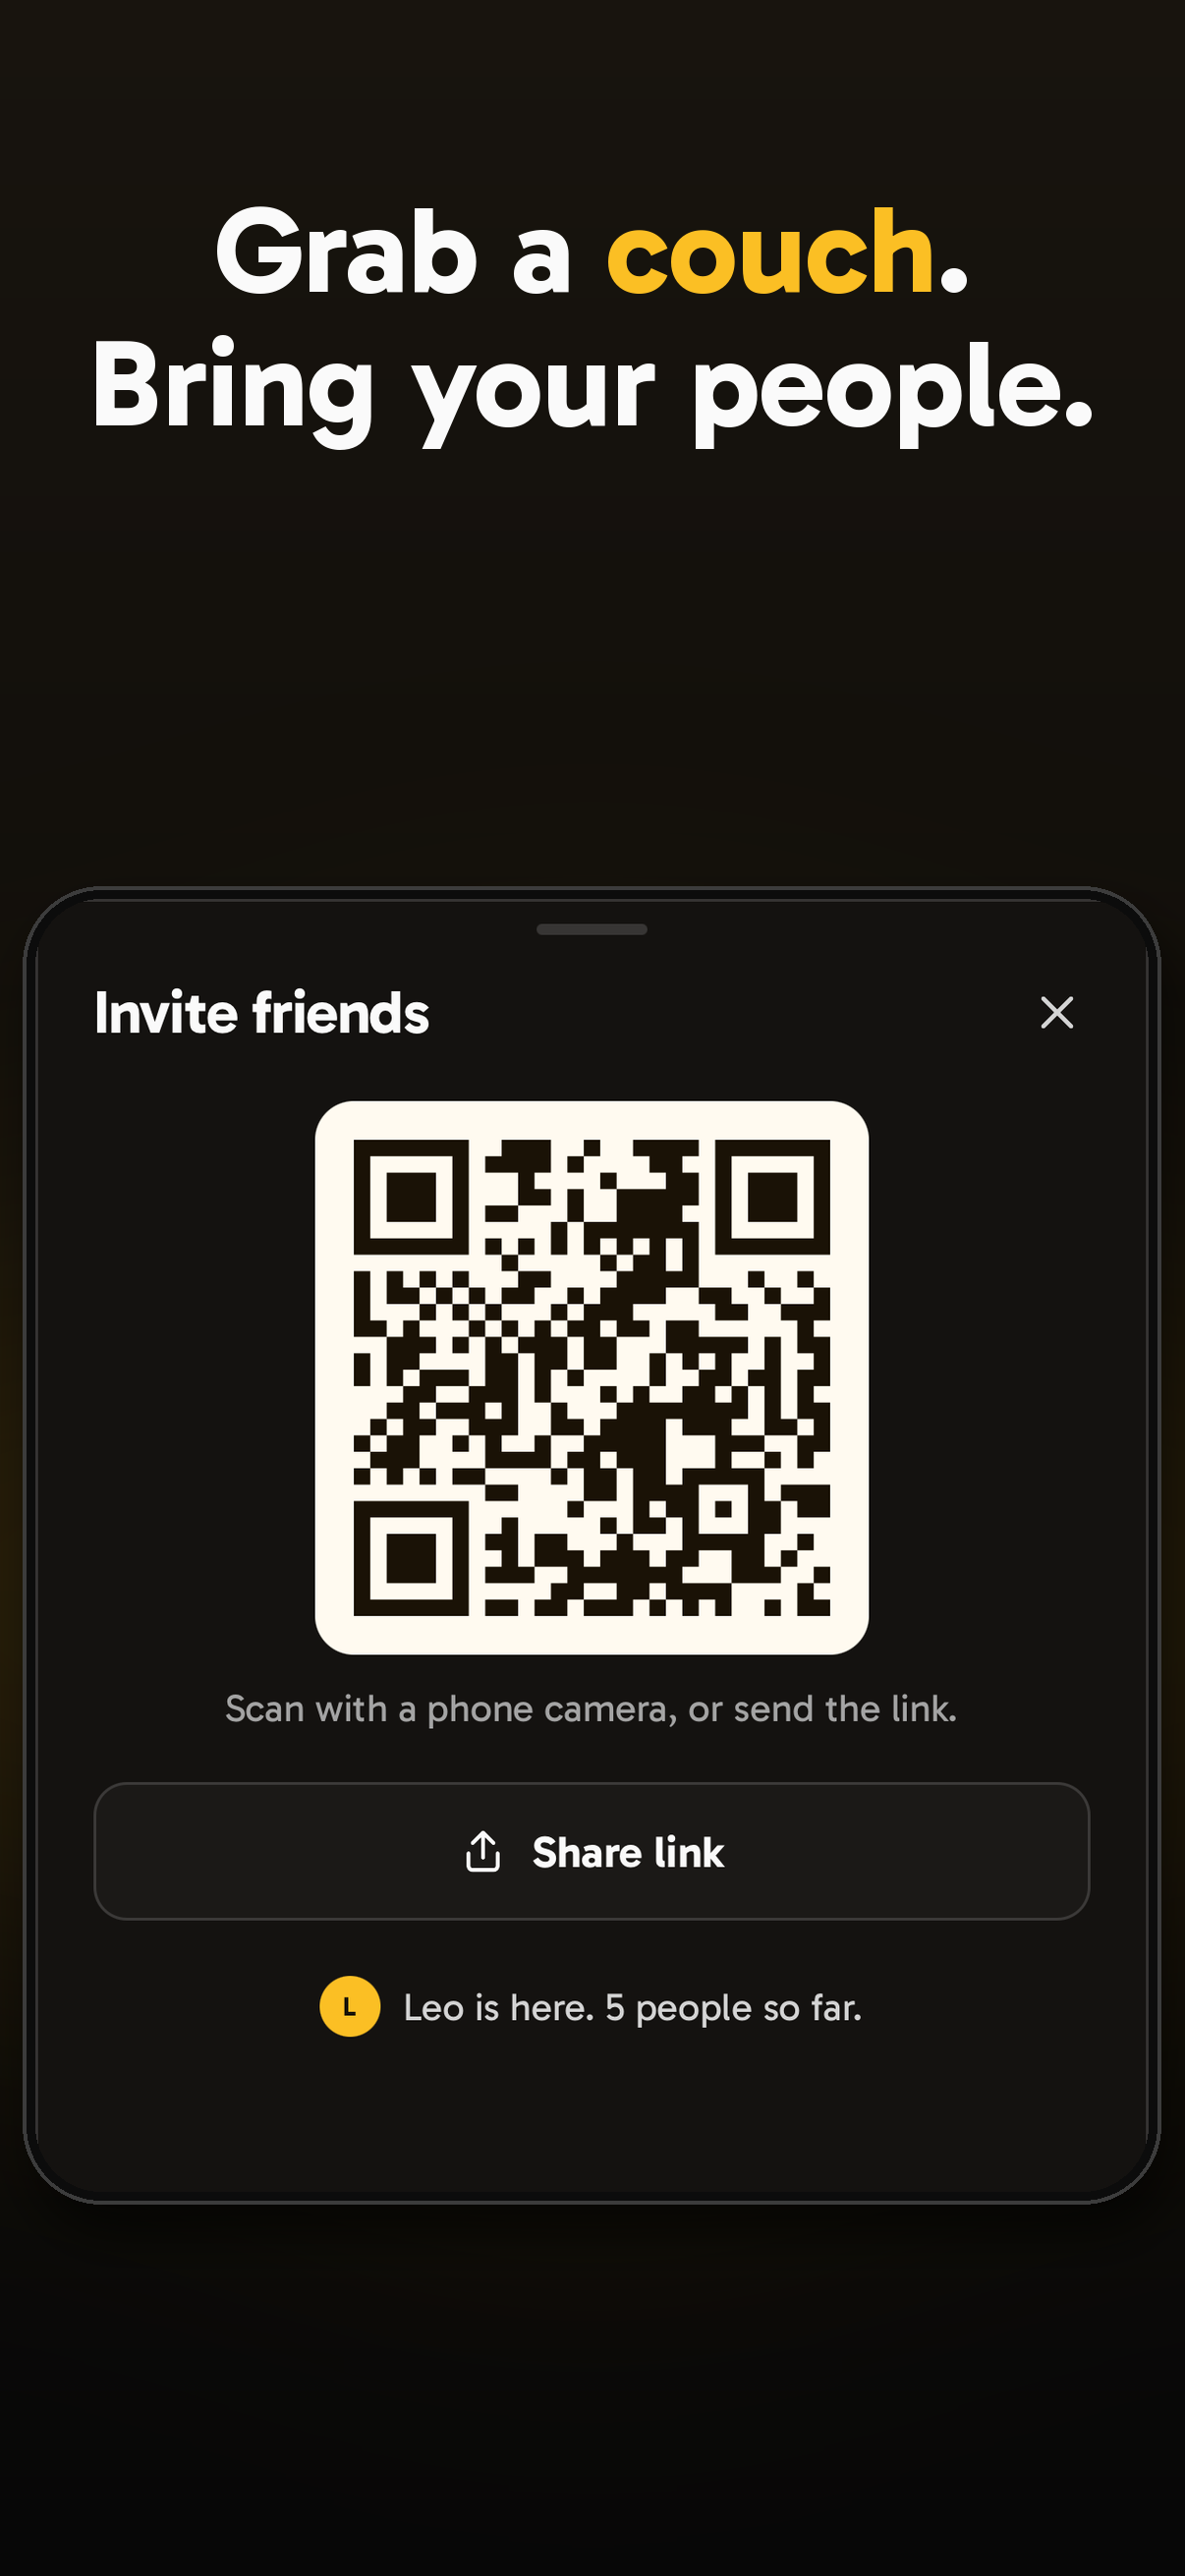 Grab a couch.
Bring your people.
Invite friends
Scan with a phone camera, or send the link.
Share link
L
Leo is here. 5 people so far.